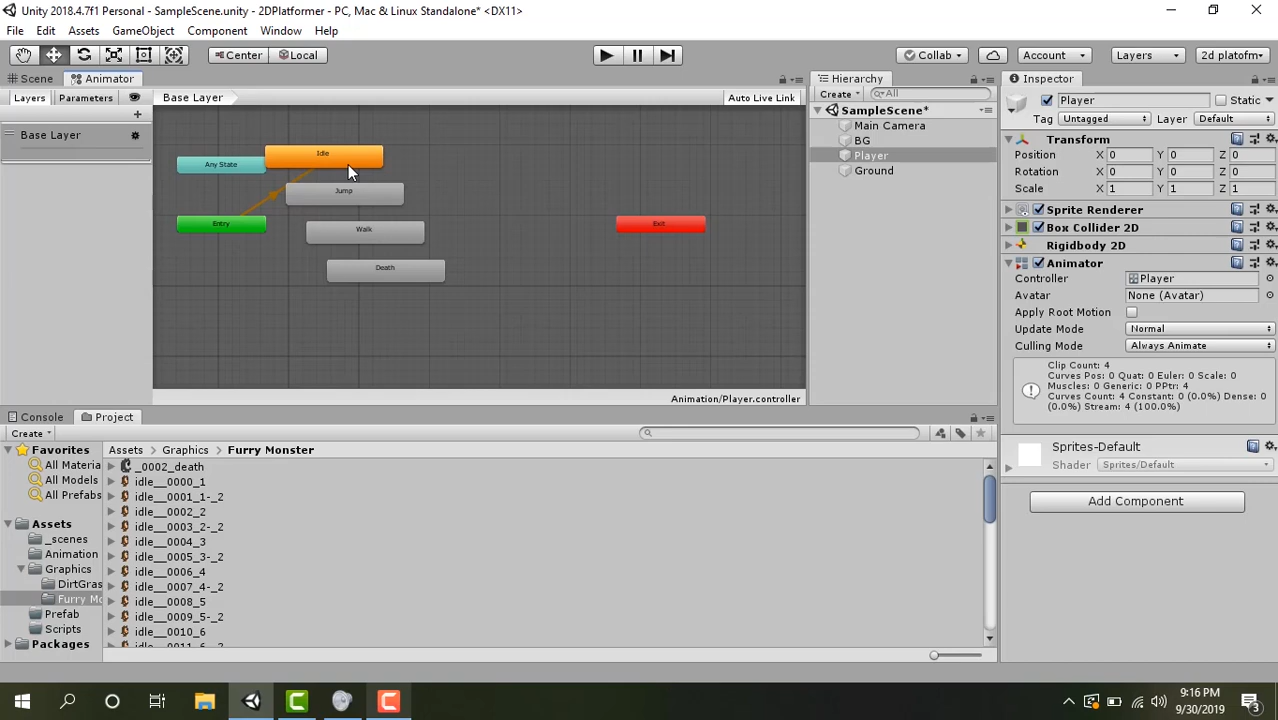 Unity 2018.4.7f1 Personal - SampleScene.unity - 2DPlatformer - PC, Mac & Linux Standalone* <DX11>
File Edit Assets GameObject Component Window Help
Center Local Collab Account Layers 2d platofm
Scene Animator
Layers Parameters Base Layer Auto Live Link
Base Layer
Any State
Idle
Jump
Entry
Walk
Death
Exit
Animation/Player.controller
Hierarchy
Create All
SampleScene*
Main Camera
BG
Player
Ground
Inspector
Player Static
Tag Untagged Layer Default
Transform
Position X 0 Y 0 Z 0
Rotation X 0 Y 0 Z 0
Scale X 1 Y 1 Z 1
Sprite Renderer
Box Collider 2D
Rigidbody 2D
Animator
Controller Player
Avatar None (Avatar)
Apply Root Motion
Update Mode Normal
Culling Mode Always Animate
Clip Count: 4
Curves Pos: 0 Quat: 0 Euler: 0 Scale: 0
Muscles: 0 Generic: 0 PPtr: 4
Curves Count: 4 Constant: 0 (0.0%) Dense: 0
(0.0%) Stream: 4 (100.0%)
Sprites-Default
Shader Sprites/Default
Add Component
Console Project
Create
Favorites
All Materia
All Models
All Prefabs
Assets
_scenes
Animation
Graphics
DirtGras
Furry Mo
Prefab
Scripts
Packages
Assets Graphics Furry Monster
_0002_death
idle__0000_1
idle__0001_1-_2
idle__0002_2
idle__0003_2-_2
idle__0004_3
idle__0005_3-_2
idle__0006_4
idle__0007_4-_2
idle__0008_5
idle__0009_5-_2
idle__0010_6
idle__0011_6-_2
9:16 PM
9/30/2019
3